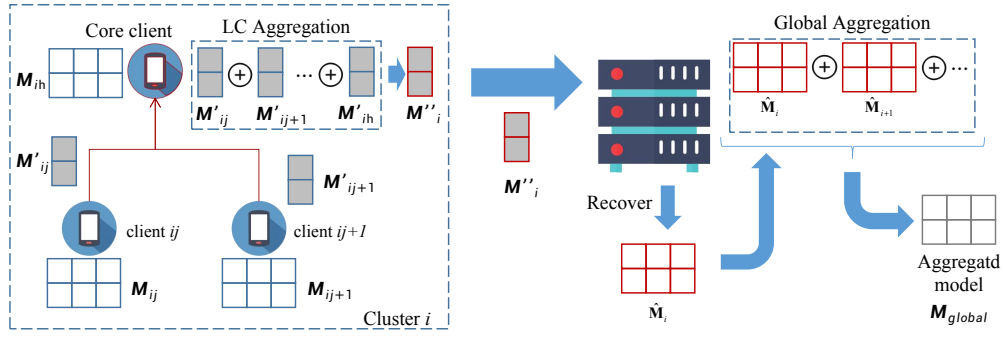 Core client
LC Aggregation
M_ih
M'_ij
M'_ij+1
...
M'_ih
M''_i
M'_ij
M'_ij+1
client ij
client ij+1
M_ij
M_ij+1
Cluster i
M''_i
Recover
M̂_i
Global Aggregation
M̂_i
M̂_i+1
...
Aggregatd
model
M_global